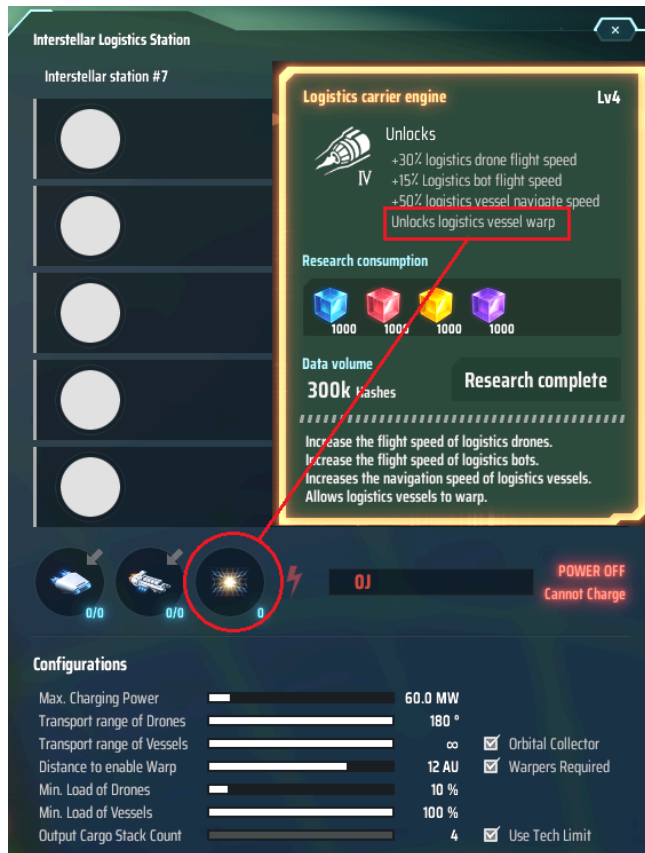 Interstellar Logistics Station
×
Interstellar station #7
Logistics carrier engine Lv4
IV
Unlocks
+30% logistics drone flight speed
+15% Logistics bot flight speed
+50% logistics vessel navigate speed
Unlocks logistics vessel warp
Research consumption
1000 1000 1000 1000
Data volume
300k Hashes
Research complete
Increase the flight speed of logistics drones.
Increase the flight speed of logistics bots.
Increases the navigation speed of logistics vessels.
Allows logistics vessels to warp.
0/0 0/0 0
0J
POWER OFF
Cannot Charge
Configurations
Max. Charging Power 60.0 MW
Transport range of Drones 180 °
Transport range of Vessels ∞ Orbital Collector
Distance to enable Warp 12 AU Warpers Required
Min. Load of Drones 10 %
Min. Load of Vessels 100 %
Output Cargo Stack Count 4 Use Tech Limit